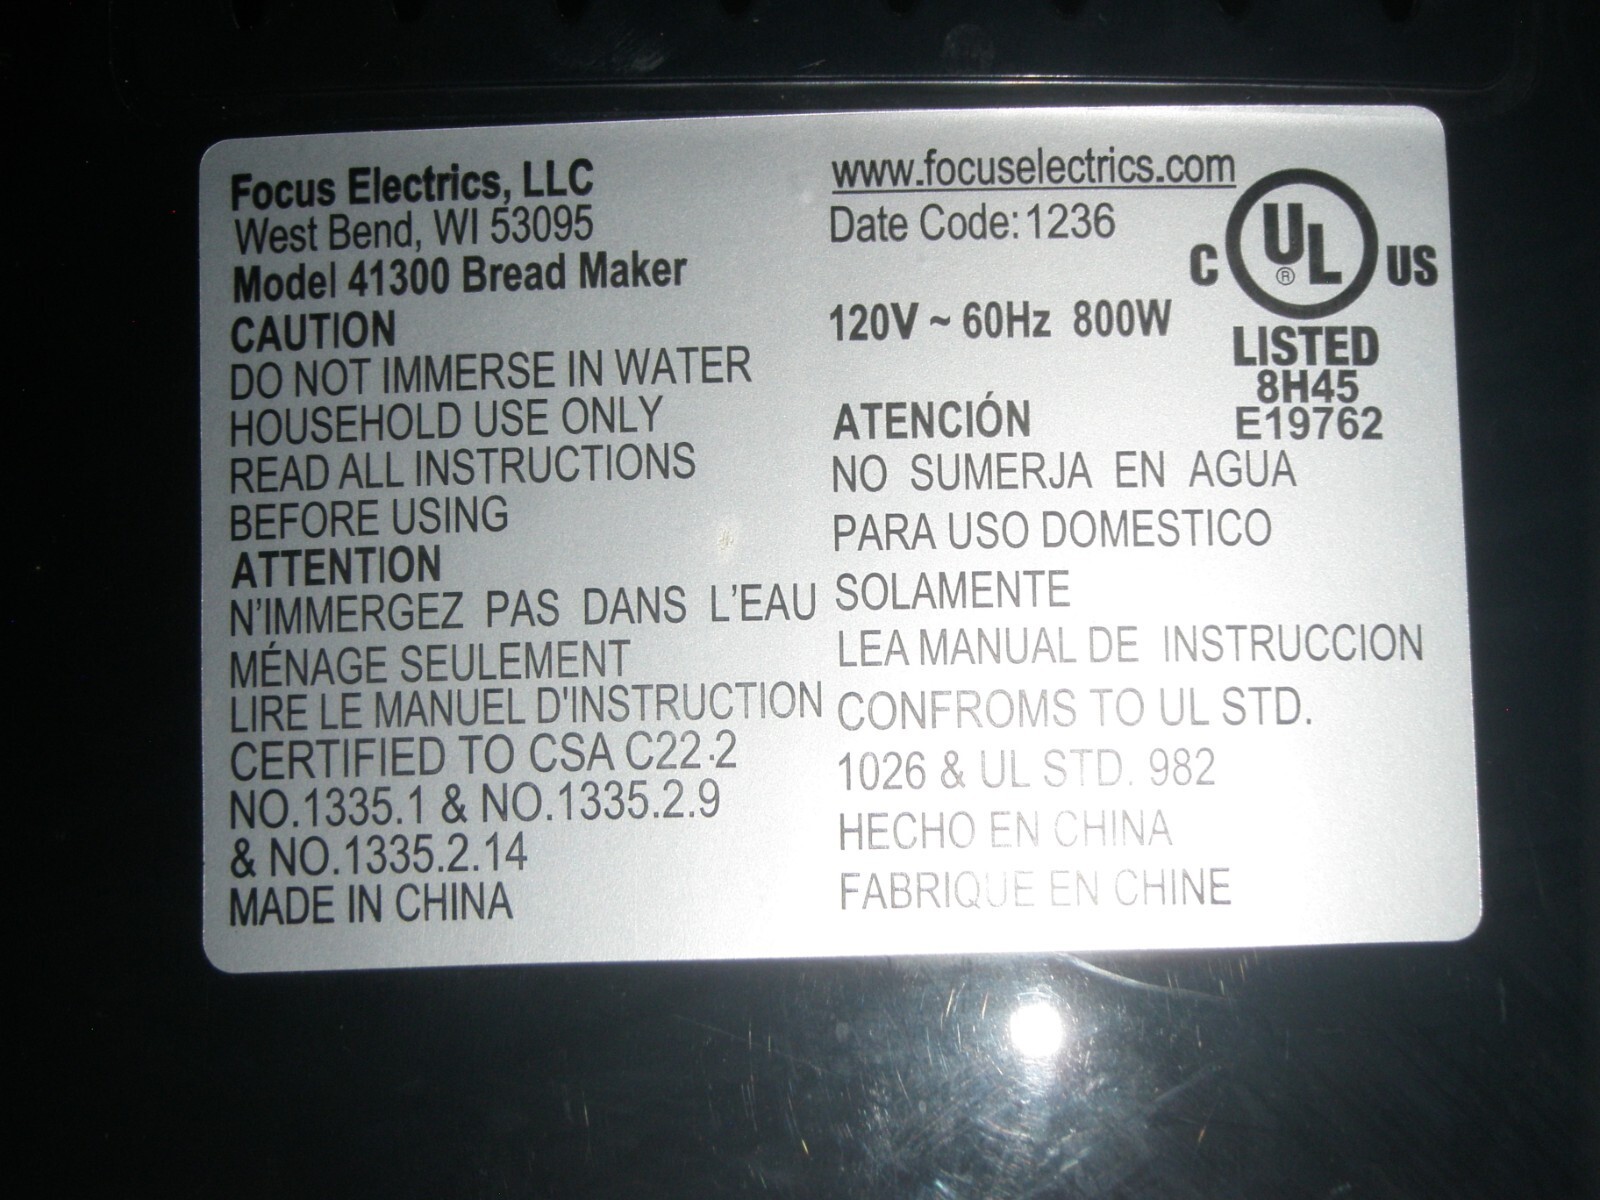 Focus Electrics, LLC
West Bend, WI 53095
Model 41300 Bread Maker
CAUTION
DO NOT IMMERSE IN WATER
HOUSEHOLD USE ONLY
READ ALL INSTRUCTIONS
BEFORE USING
ATTENTION
N'IMMERGEZ PAS DANS L'EAU
MÉNAGE SEULEMENT
LIRE LE MANUEL D'INSTRUCTION
CERTIFIED TO CSA C22.2
NO.1335.1 & NO.1335.2.9
& NO.1335.2.14
MADE IN CHINA
www.focuselectrics.com
Date Code: 1236
120V ~ 60Hz 800W
C UL ® US
LISTED
8H45
E19762
ATENCIÓN
NO SUMERJA EN AGUA
PARA USO DOMESTICO
SOLAMENTE
LEA MANUAL DE INSTRUCCION
CONFROMS TO UL STD.
1026 & UL STD. 982
HECHO EN CHINA
FABRIQUE EN CHINE